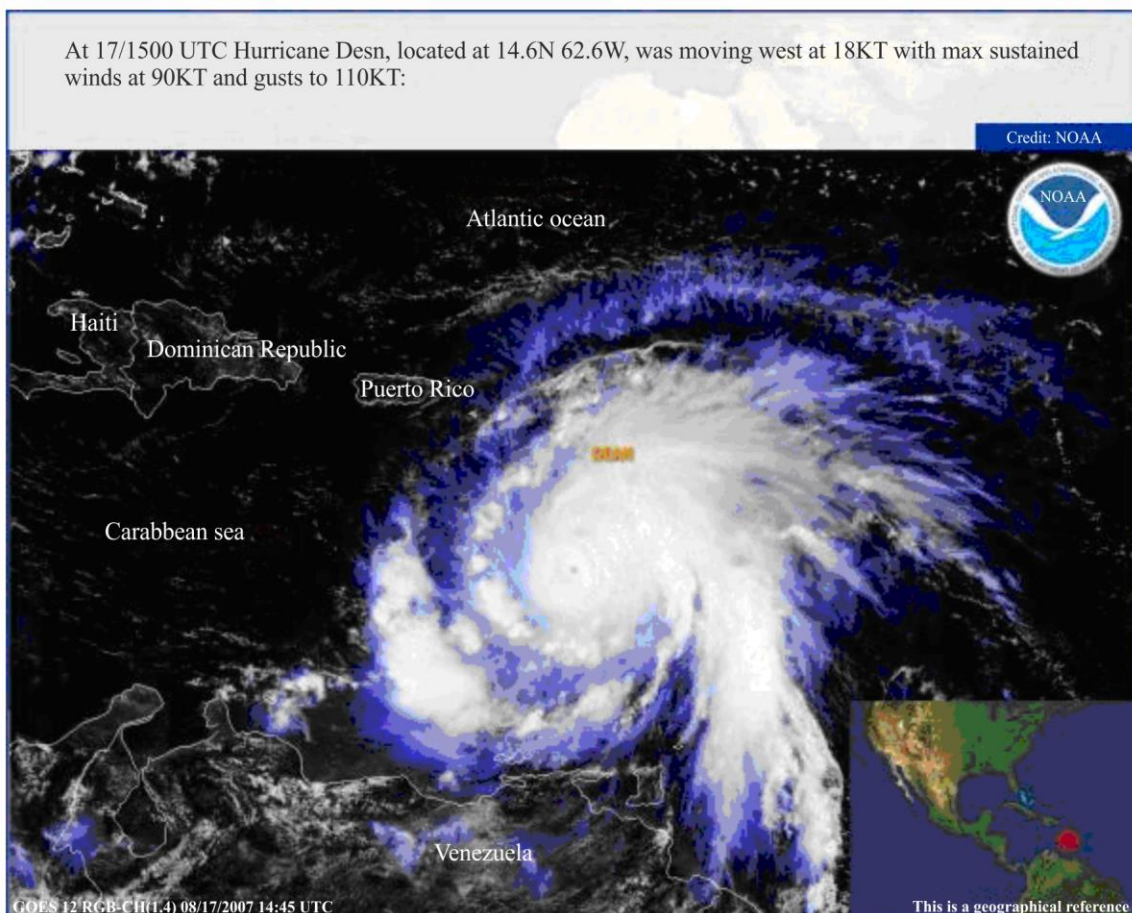 At 17/1500 UTC Hurricane Desn, located at 14.6N 62.6W, was moving west at 18KT with max sustained
winds at 90KT and gusts to 110KT:
Credit: NOAA
NOAA
Atlantic ocean
Haiti
Dominican Republic
Puerto Rico
DEAN
Carabbean sea
Venezuela
GOES 12 RGB-CH(1,4) 08/17/2007 14:45 UTC
This is a geographical reference